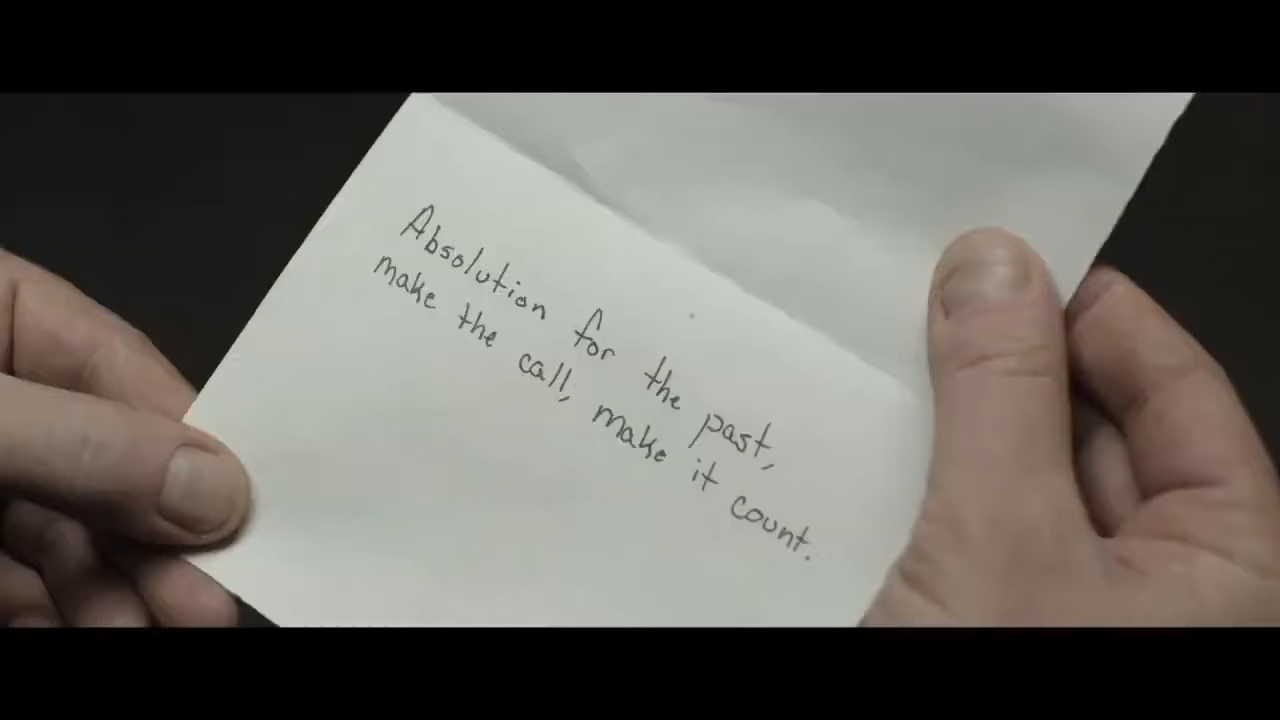 Absolution for the past,
make the call, make it count.